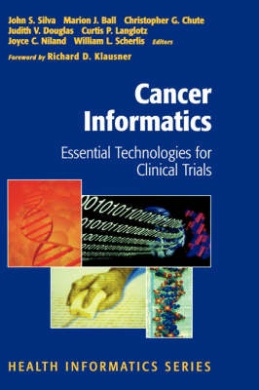 John S. Silva Marion J. Ball Christopher G. Chute
Judith V. Douglas Curtis P. Langlotz
Joyce C. Niland William L. Scherlis Editors
Foreword by Richard D. Klausner
Cancer
Informatics
Essential Technologies for
Clinical Trials
HEALTH INFORMATICS SERIES